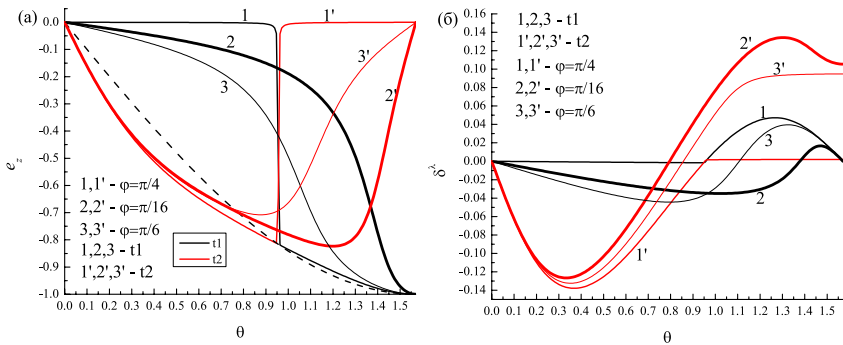 (а)
0.0
-0.1
-0.2
-0.3
-0.4
-0.5
-0.6
-0.7
-0.8
-0.9
-1.0
e_z
1
1'
2
3
3'
2'
1,1' - φ=π/4
2,2' - φ=π/16
3,3' - φ=π/6
1,2,3 - t1
1',2',3' - t2
t1
t2
0.0 0.1 0.2 0.3 0.4 0.5 0.6 0.7 0.8 0.9 1.0 1.1 1.2 1.3 1.4 1.5
θ
(б)
0.16
0.14
0.12
0.10
0.08
0.06
0.04
0.02
0.00
-0.02
-0.04
-0.06
-0.08
-0.10
-0.12
-0.14
δ^λ
1,2,3 - t1
1',2',3' - t2
1,1' - φ=π/4
2,2' - φ=π/16
3,3' - φ=π/6
2'
3'
1
3
2
1'
0.0 0.1 0.2 0.3 0.4 0.5 0.6 0.7 0.8 0.9 1.0 1.1 1.2 1.3 1.4 1.5
θ